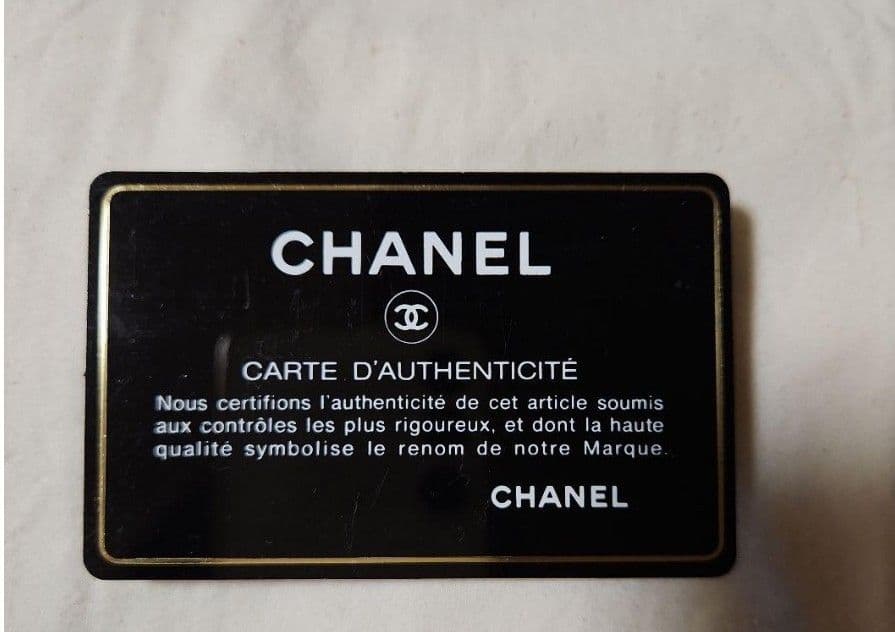 CHANEL
CARTE D'AUTHENTICITÉ
Nous certifions l'authenticité de cet article soumis
aux contrôles les plus rigoureux, et dont la haute
qualité symbolise le renom de notre Marque.
CHANEL